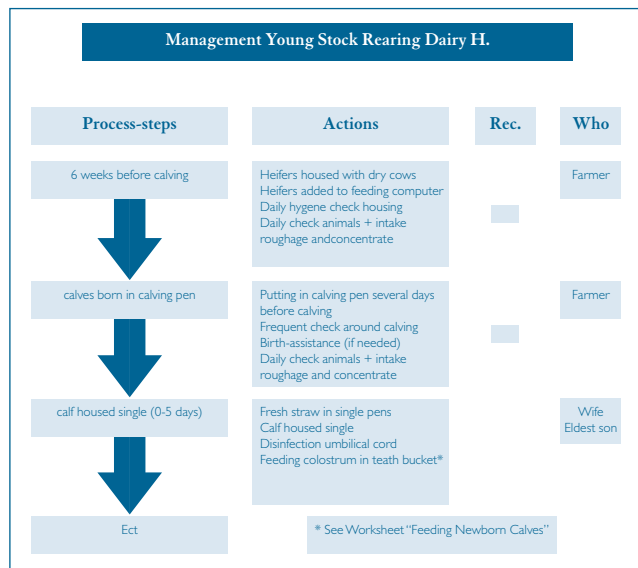 Management Young Stock Rearing Dairy H.
Process-steps
Actions
Rec.
Who
6 weeks before calving
Heifers housed with dry cows
Heifers added to feeding computer
Daily hygene check housing
Daily check animals + intake
roughage andconcentrate
Farmer
calves born in calving pen
Putting in calving pen several days
before calving
Frequent check around calving
Birth-assistance (if needed)
Daily check animals + intake
roughage and concentrate
Farmer
calf housed single (0-5 days)
Fresh straw in single pens
Calf housed single
Disinfection umbilical cord
Feeding colostrum in teath bucket*
Wife
Eldest son
Ect
* See Worksheet "Feeding Newborn Calves"